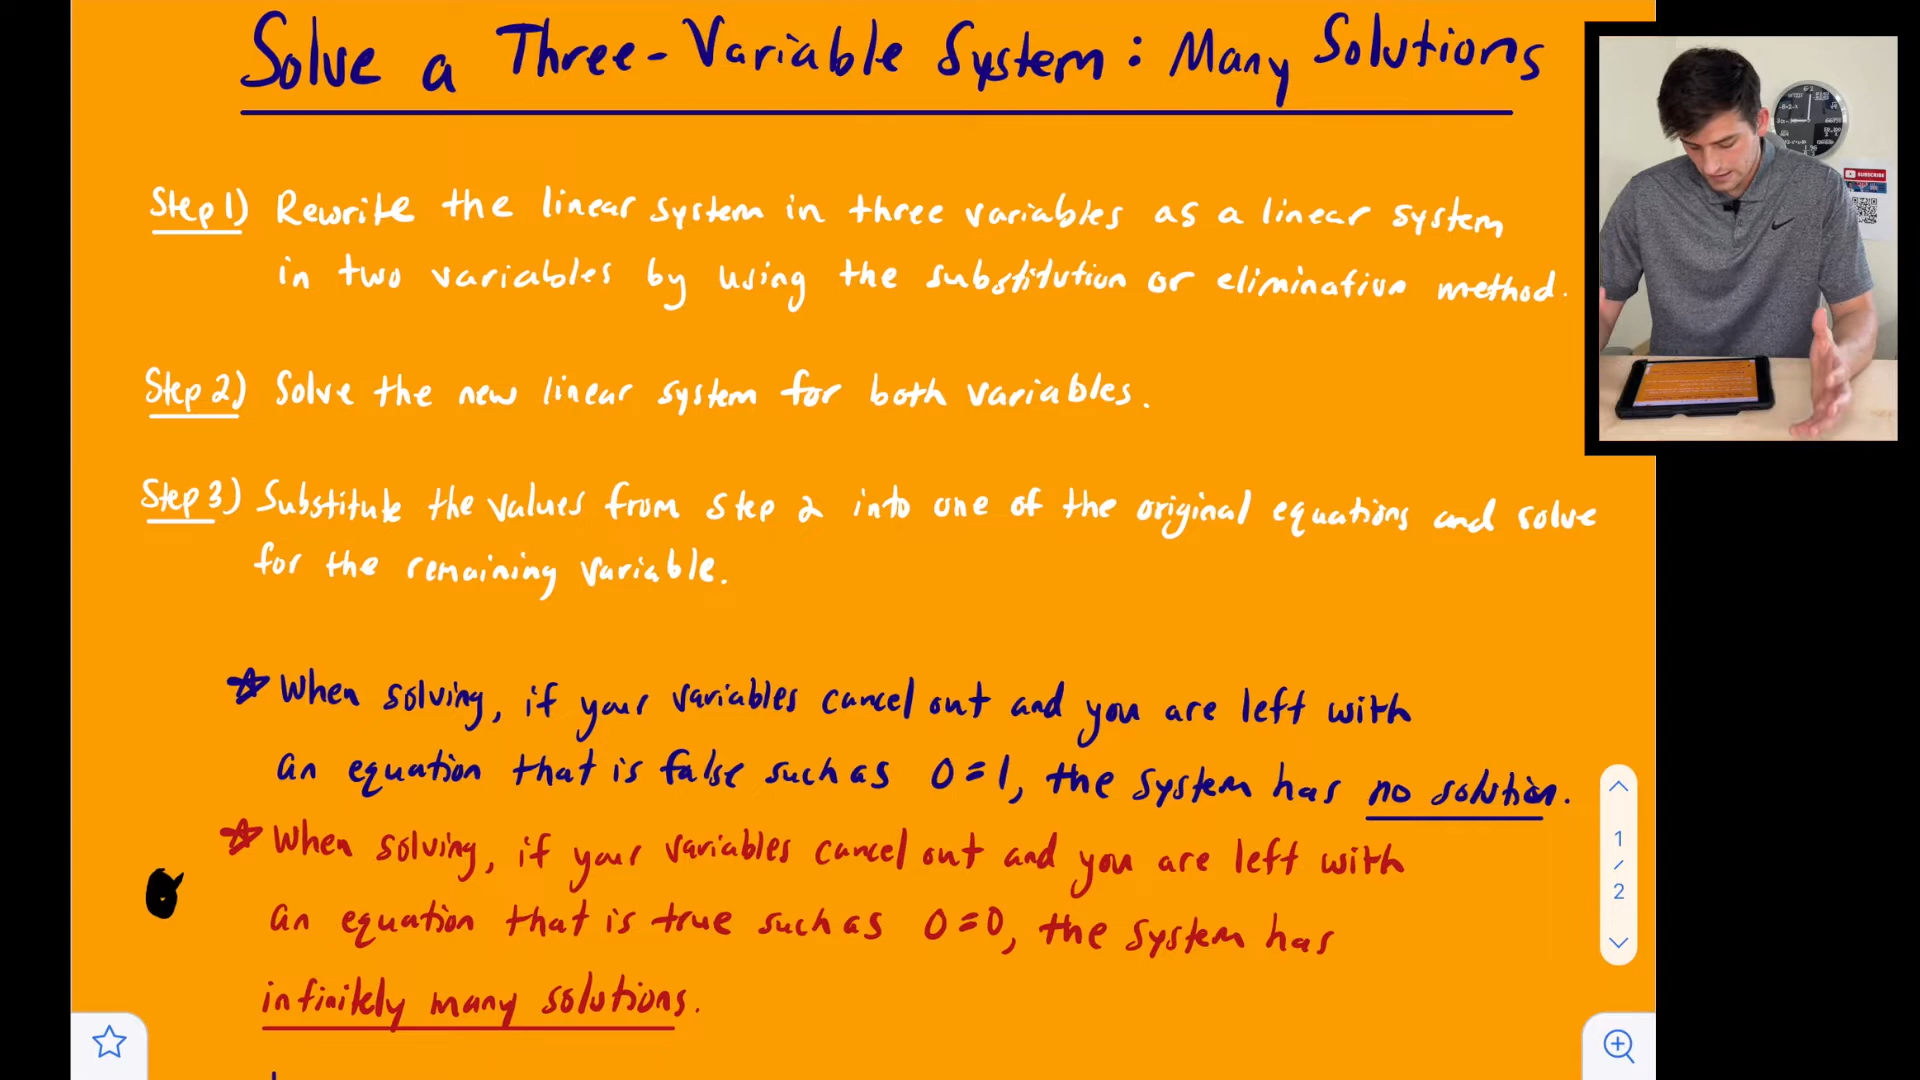 Solve a Three-Variable System: Many Solutions
Step 1) Rewrite the linear system in three variables as a linear system
in two variables by using the substitution or elimination method.
Step 2) Solve the new linear system for both variables.
Step 3) Substitute the values from Step 2 into one of the original equations and solve
for the remaining variable.
☆ When solving, if your variables cancel out and you are left with
an equation that is false such as 0=1, the system has no solution.
☆ When solving, if your variables cancel out and you are left with
an equation that is true such as 0=0, the system has
infinitely many solutions.
1
/
2
SUBSCRIBE